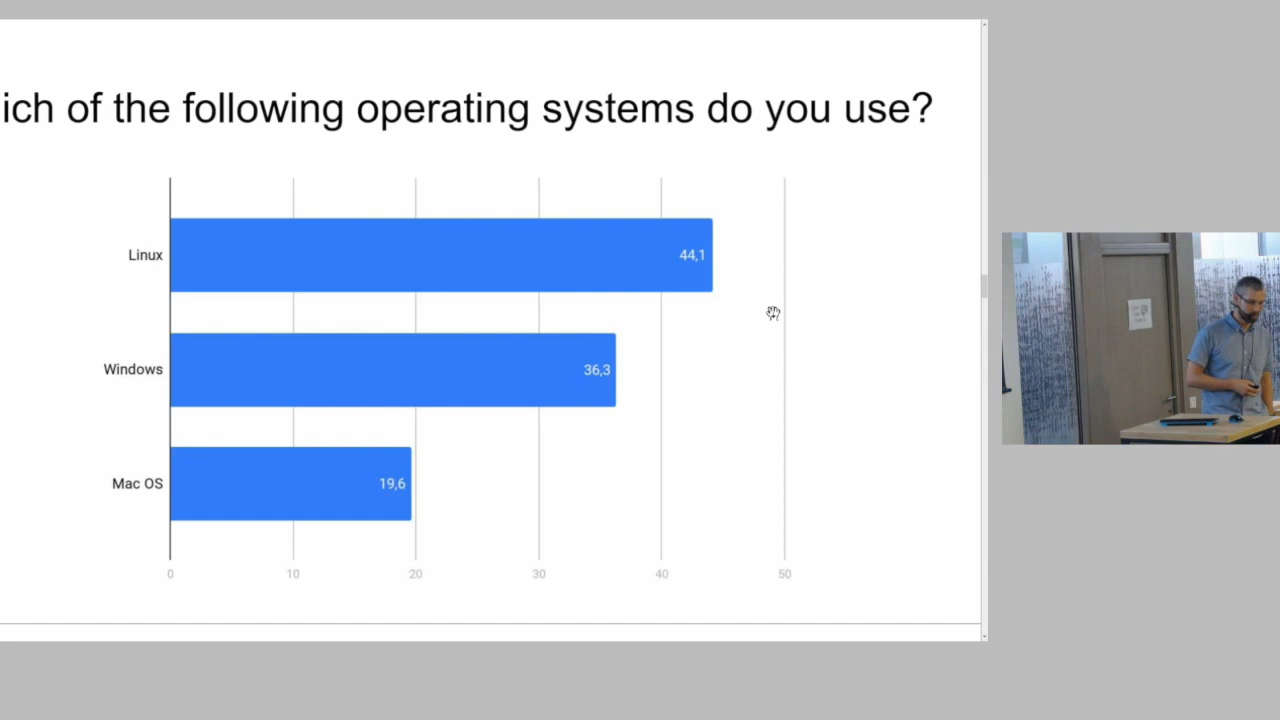 ich of the following operating systems do you use?
Linux 44,1
Windows 36,3
Mac OS 19,6
0 10 20 30 40 50